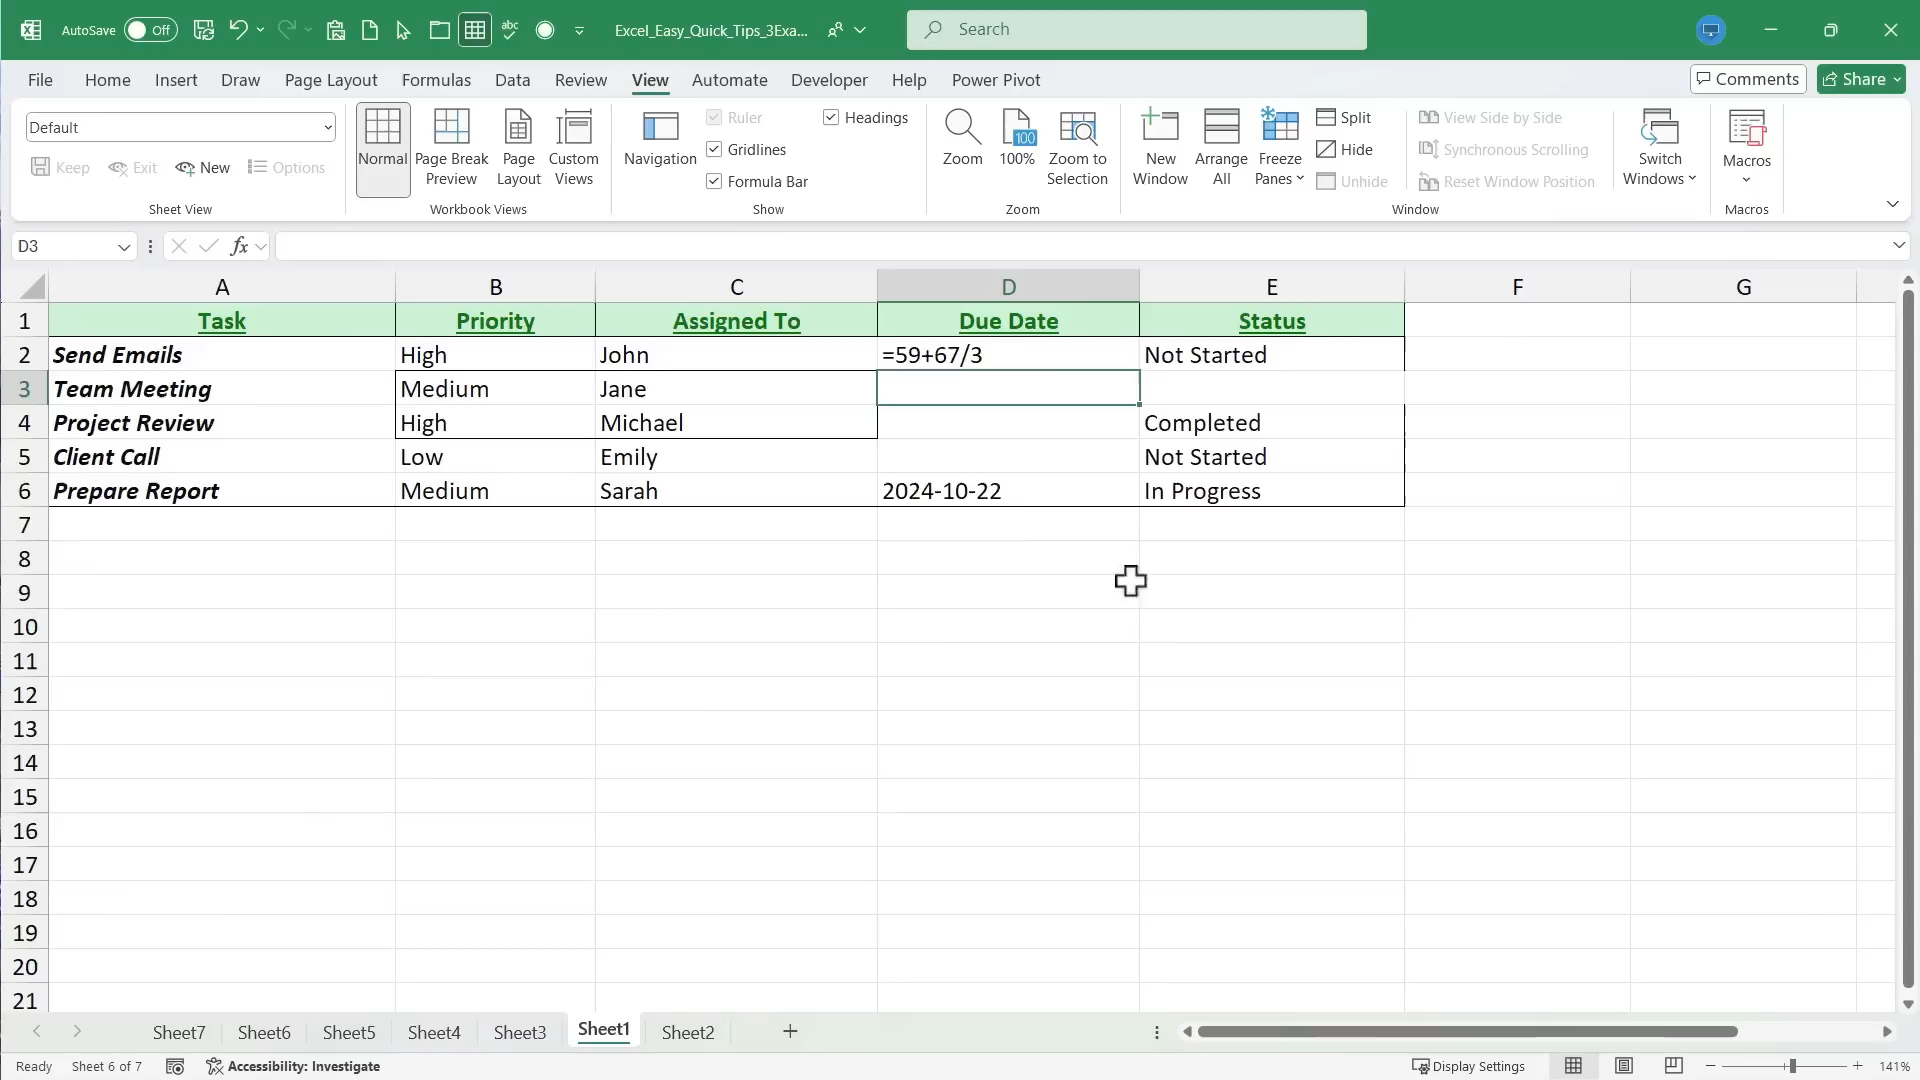 AutoSave Off Excel_Easy_Quick_Tips_3Exa... Search
File Home Insert Draw Page Layout Formulas Data Review View Automate Developer Help Power Pivot Comments Share
Default
Keep Exit New Options
Sheet View
Normal
Page Break Preview
Page Layout
Custom Views
Workbook Views
Navigation
Ruler Headings
Gridlines
Formula Bar
Show
Zoom
100%
Zoom to Selection
Zoom
New Window
Arrange All
Freeze Panes
Split
Hide
Unhide
View Side by Side
Synchronous Scrolling
Reset Window Position
Window
Switch Windows
Macros
Macros
D3 fx
A B C D E F G
1 Task Priority Assigned To Due Date Status
2 Send Emails High John =59+67/3 Not Started
3 Team Meeting Medium Jane
4 Project Review High Michael Completed
5 Client Call Low Emily Not Started
6 Prepare Report Medium Sarah 2024-10-22 In Progress
7
8
9
10
11
12
13
14
15
16
17
18
19
20
21
Sheet7 Sheet6 Sheet5 Sheet4 Sheet3 Sheet1 Sheet2
Ready Sheet 6 of 7 Accessibility: Investigate Display Settings 141%